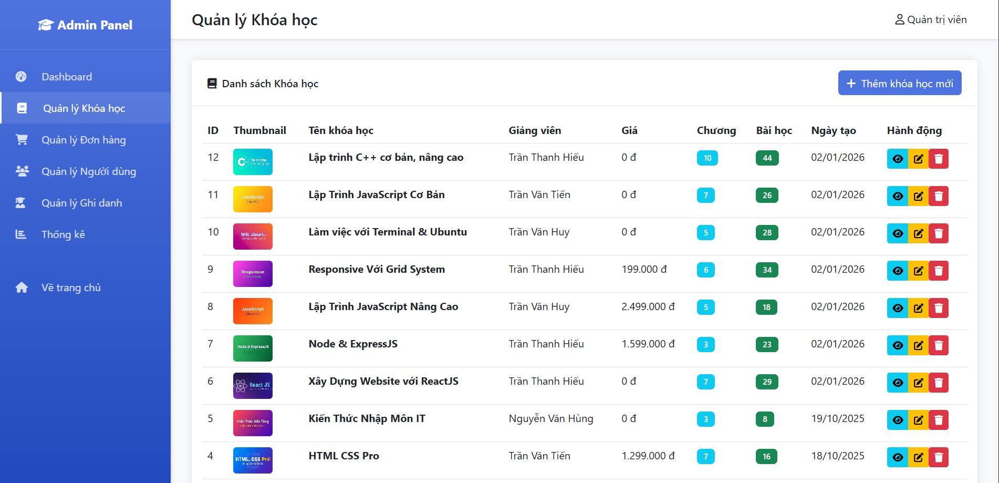 Admin Panel
Quản lý Khóa học
Quản trị viên
Dashboard
Quản lý Khóa học
Quản lý Đơn hàng
Quản lý Người dùng
Quản lý Ghi danh
Thống kê
Về trang chủ
Danh sách Khóa học
Thêm khóa học mới
ID Thumbnail Tên khóa học Giảng viên Giá Chương Bài học Ngày tạo Hành động
12 C++ Từ cơ bản đến nâng cao Lập trình C++ cơ bản, nâng cao Trần Thanh Hiếu 0 đ 10 44 02/01/2026
11 JavaScript Lập Trình JavaScript Cơ Bản Trần Văn Tiến 0 đ 7 26 02/01/2026
10 WSL Ubuntu Windows Terminal Làm việc với Terminal & Ubuntu Trần Văn Huy 0 đ 5 28 02/01/2026
9 Responsive Responsive Với Grid System Trần Thanh Hiếu 199.000 đ 6 34 02/01/2026
8 JavaScript Lập Trình JavaScript Nâng Cao Trần Văn Huy 2.499.000 đ 5 18 02/01/2026
7 Node & ExpressJS Node & ExpressJS Trần Thanh Hiếu 1.599.000 đ 3 23 02/01/2026
6 React JS Xây Dựng Website với ReactJS Trần Thanh Hiếu 0 đ 7 29 02/01/2026
5 Kiến Thức Nền Tảng Kiến Thức Nhập Môn IT Nguyễn Văn Hùng 0 đ 3 8 19/10/2025
4 HTML, CSS Pro HTML CSS Pro Trần Văn Tiến 1.299.000 đ 7 16 18/10/2025